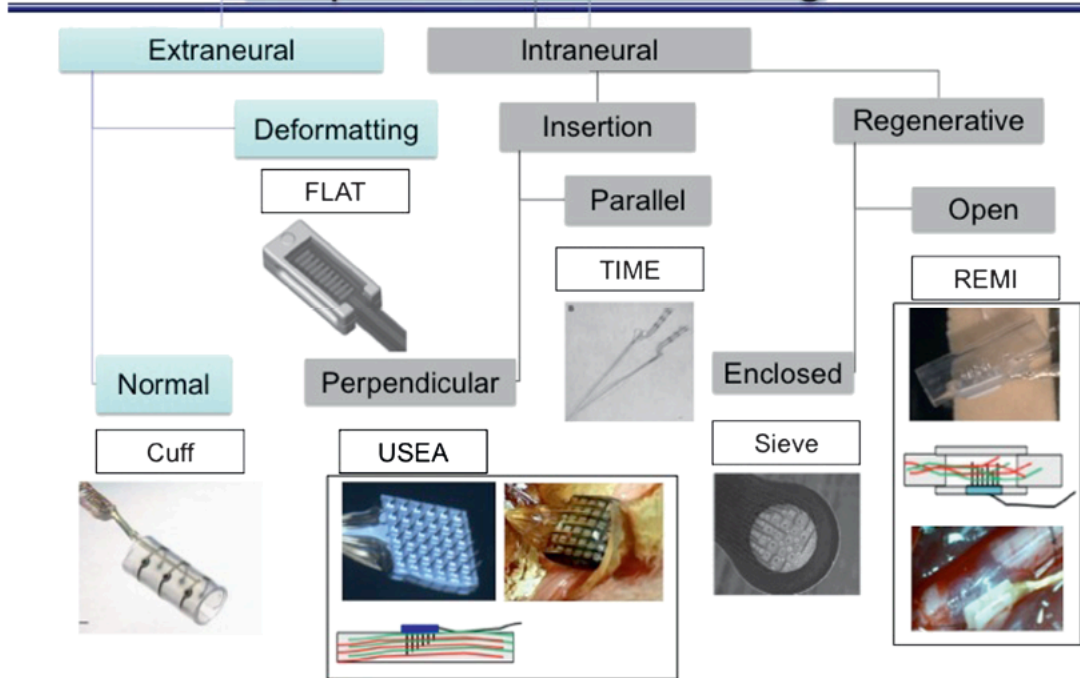 Extraneural
Intraneural
Deformatting
Insertion
Regenerative
FLAT
Parallel
Open
TIME
REMI
Normal
Perpendicular
Enclosed
Cuff
USEA
Sieve